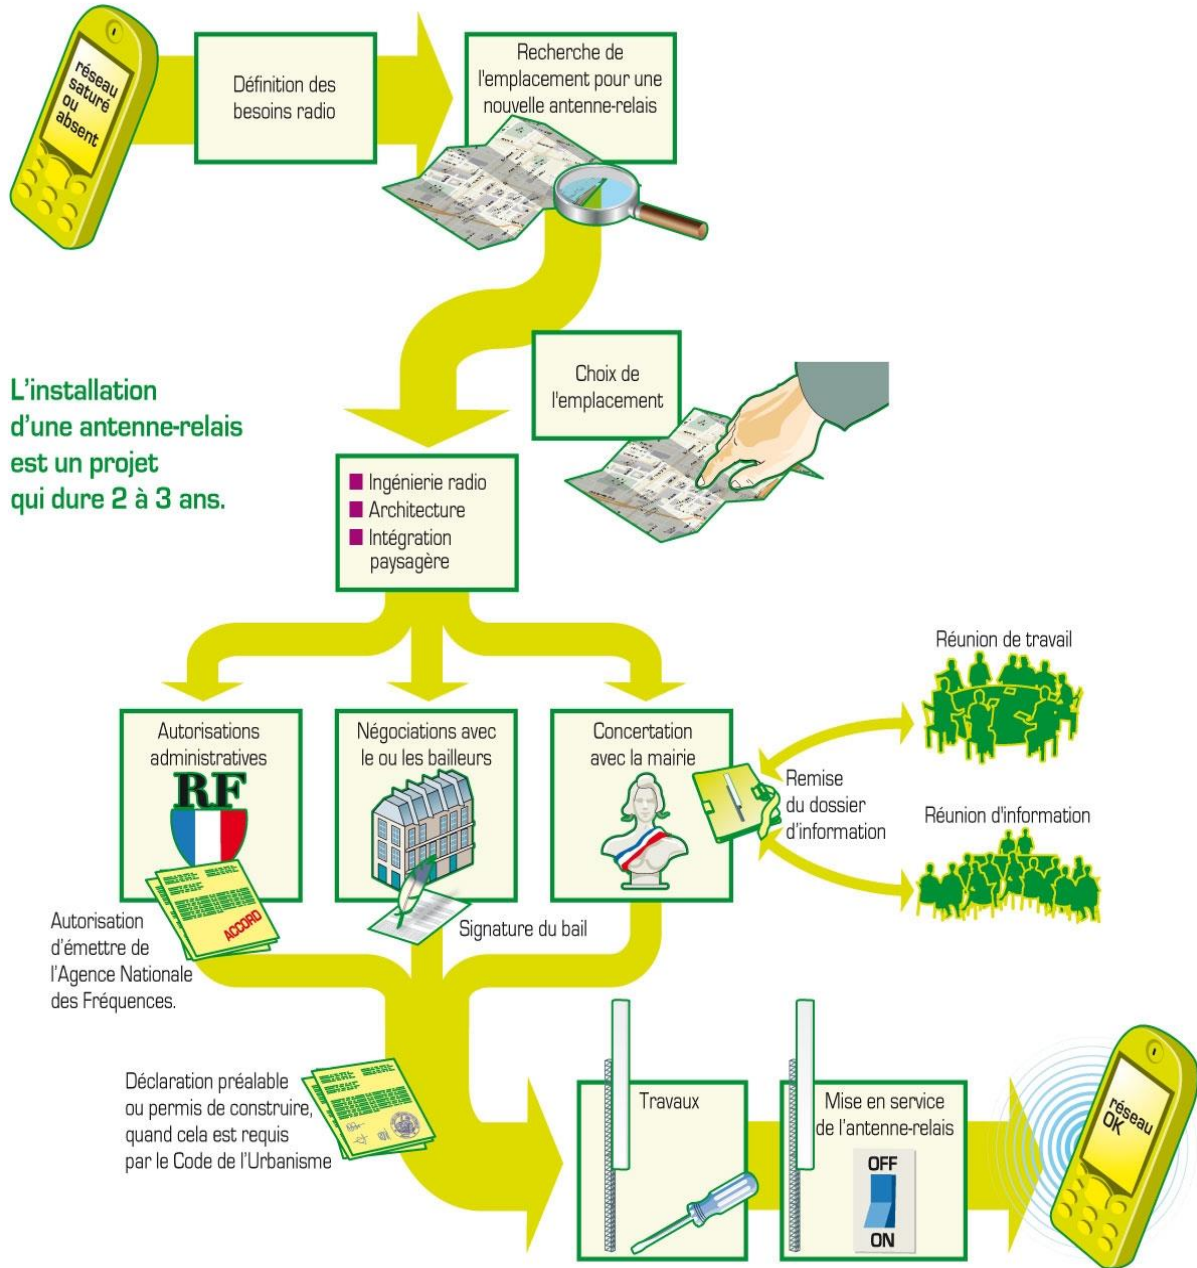 réseau
saturé
ou
absent
Définition des
besoins radio
Recherche de
l'emplacement pour une
nouvelle antenne-relais
Choix de
l'emplacement
L'installation
d'une antenne-relais
est un projet
qui dure 2 à 3 ans.
Ingénierie radio
Architecture
Intégration
paysagère
Autorisations
administratives
RF
ACCORD
Autorisation
d'émettre de
l'Agence Nationale
des Fréquences.
Négociations avec
le ou les bailleurs
Signature du bail
Concertation
avec la mairie
Remise
du dossier
d'information
Réunion de travail
Réunion d'information
Déclaration préalable
ou permis de construire,
quand cela est requis
par le Code de l'Urbanisme
Travaux
Mise en service
de l'antenne-relais
OFF
ON
réseau
OK